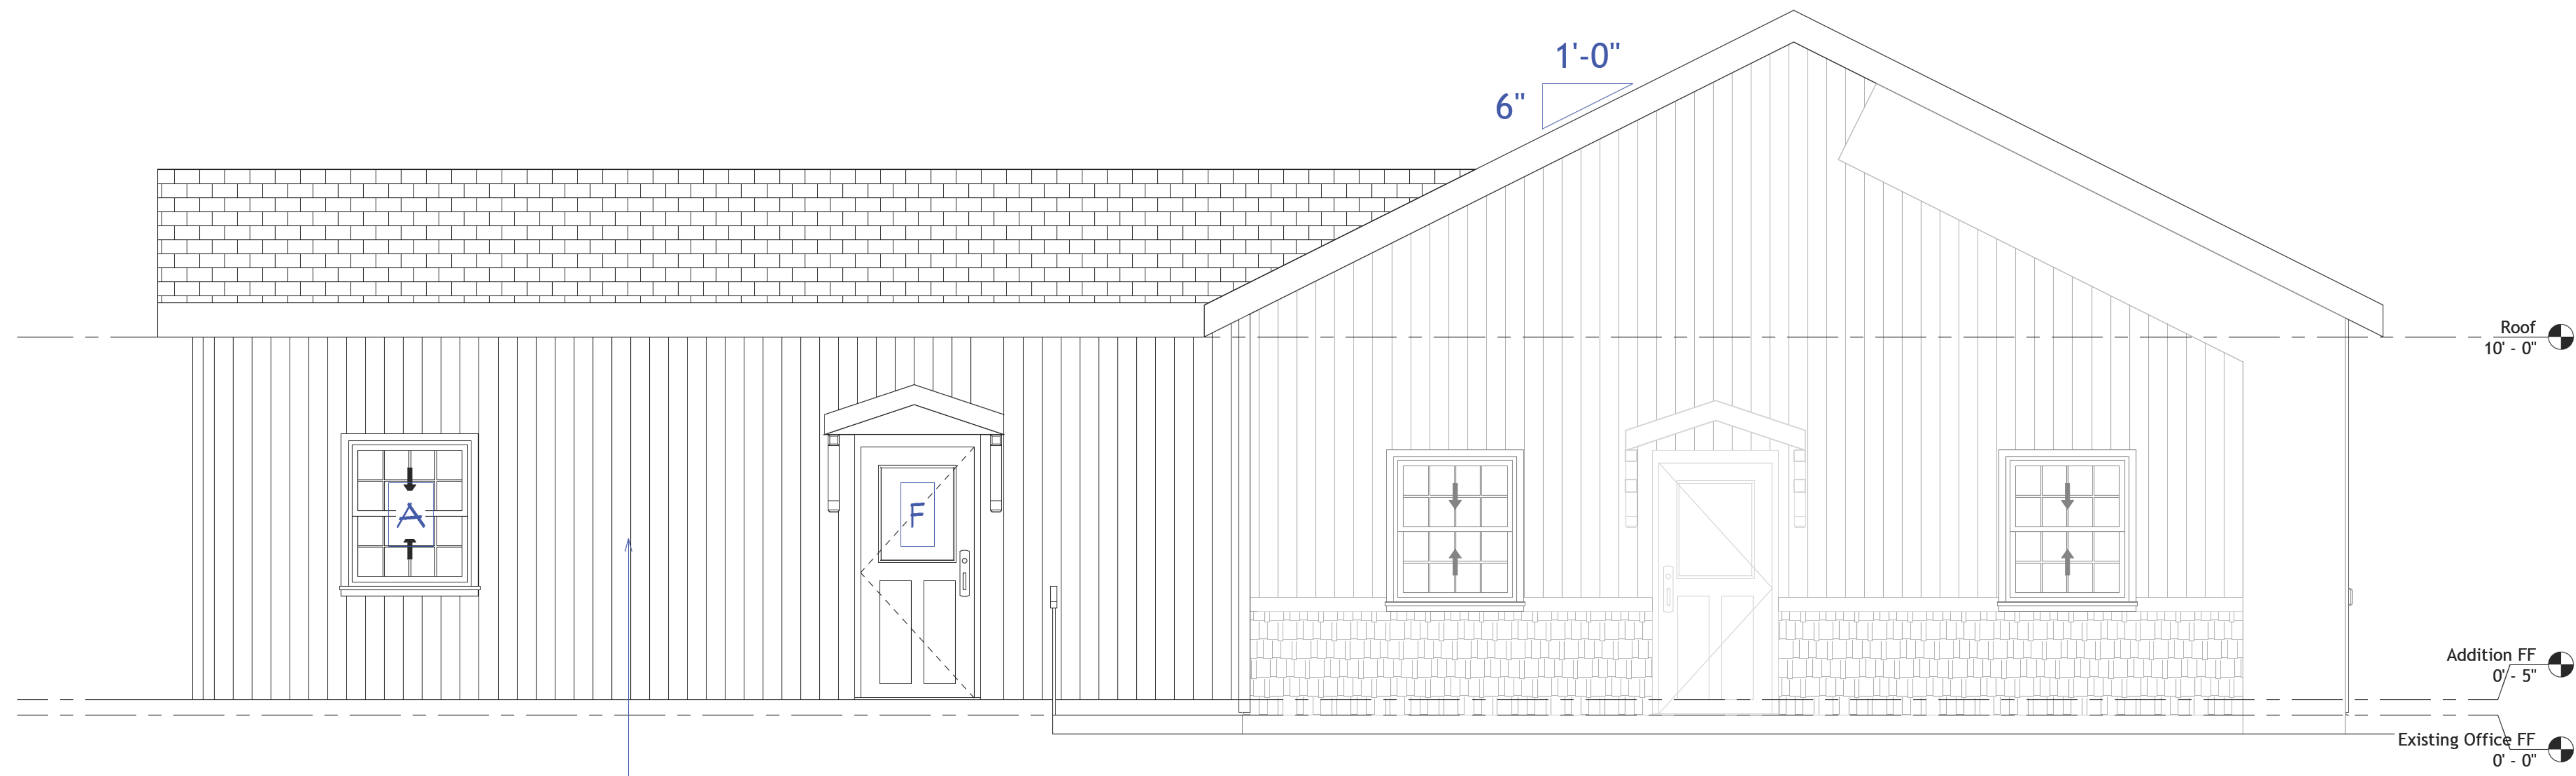 1'-0"
6"
Roof
10' - 0"
A
F
Addition FF
0' - 5"
Existing Office FF
0' - 0"